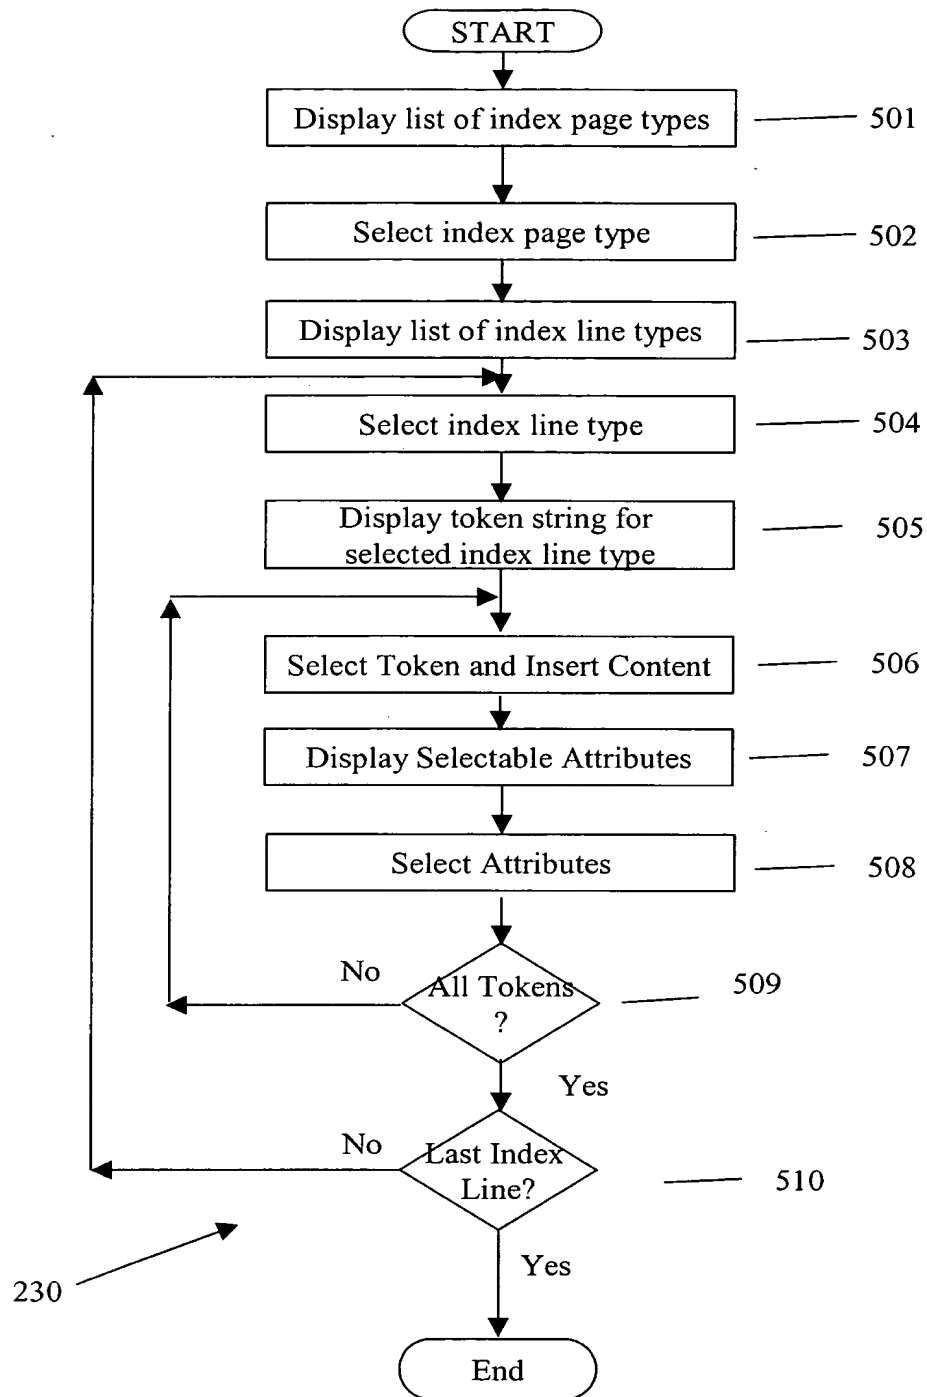 START
Display list of index page types
501
Select index page type
502
Display list of index line types
503
Select index line type
504
Display token string for
selected index line type
505
Select Token and Insert Content
506
Display Selectable Attributes
507
Select Attributes
508
No
All Tokens
?
509
Yes
No
Last Index
Line?
510
230
Yes
End